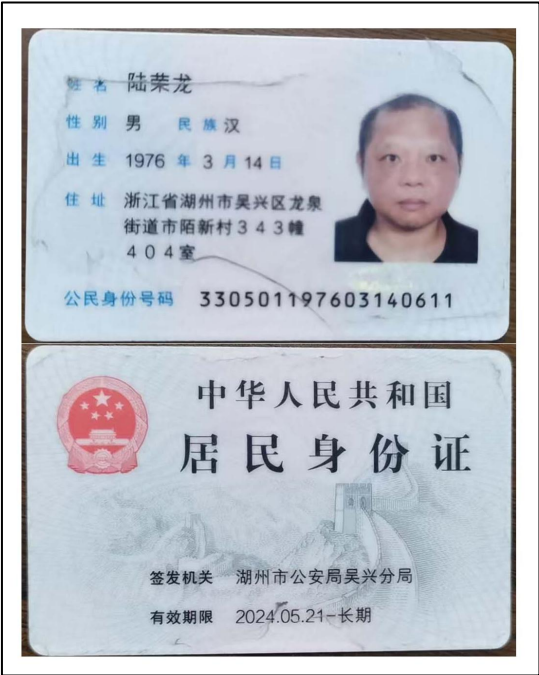 姓名 陆荣龙
性别 男 民族 汉
出生 1976 年 3 月 14 日
住址 浙江省湖州市吴兴区龙泉
街道市陌新村343幢
404室
公民身份号码 330501197603140611
中华人民共和国
居民身份证
签发机关 湖州市公安局吴兴分局
有效期限 2024.05.21-长期